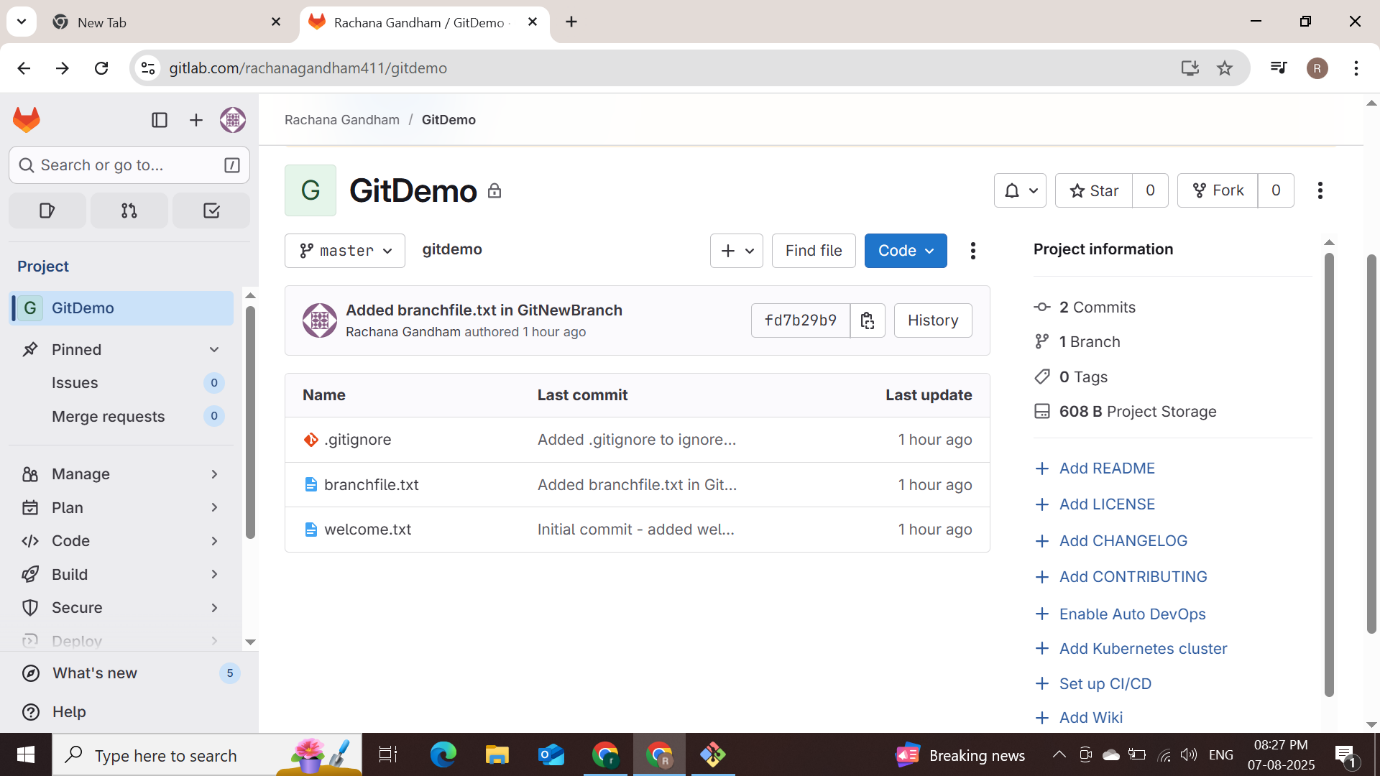 New Tab
Rachana Gandham / GitDemo
gitlab.com/rachanagandham411/gitdemo
R
Search or go to...
/
Project
G GitDemo
Pinned
Issues 0
Merge requests 0
Manage
Plan
Code
Build
Secure
Deploy
What's new 5
Help
Rachana Gandham / GitDemo
G GitDemo
Star 0
Fork 0
master
gitdemo
Find file
Code
Added branchfile.txt in GitNewBranch
Rachana Gandham authored 1 hour ago
fd7b29b9
History
Name Last commit Last update
.gitignore Added .gitignore to ignore... 1 hour ago
branchfile.txt Added branchfile.txt in Git... 1 hour ago
welcome.txt Initial commit - added wel... 1 hour ago
Project information
2 Commits
1 Branch
0 Tags
608 B Project Storage
Add README
Add LICENSE
Add CHANGELOG
Add CONTRIBUTING
Enable Auto DevOps
Add Kubernetes cluster
Set up CI/CD
Add Wiki
Type here to search
r
R
Breaking news
ENG
08:27 PM
07-08-2025
1